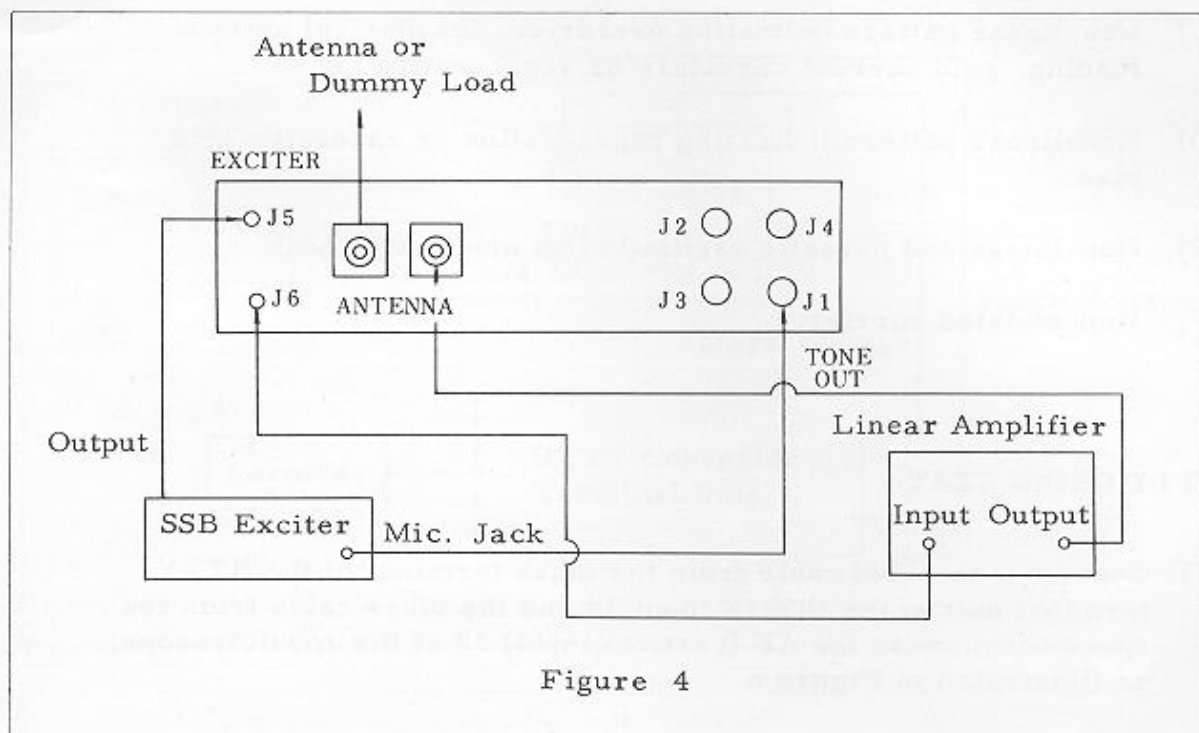 Antenna or
Dummy Load
EXCITER
J5
J2
J4
J6
ANTENNA
J3
J1
TONE
OUT
Output
Linear Amplifier
SSB Exciter
Mic. Jack
Input Output
Figure 4